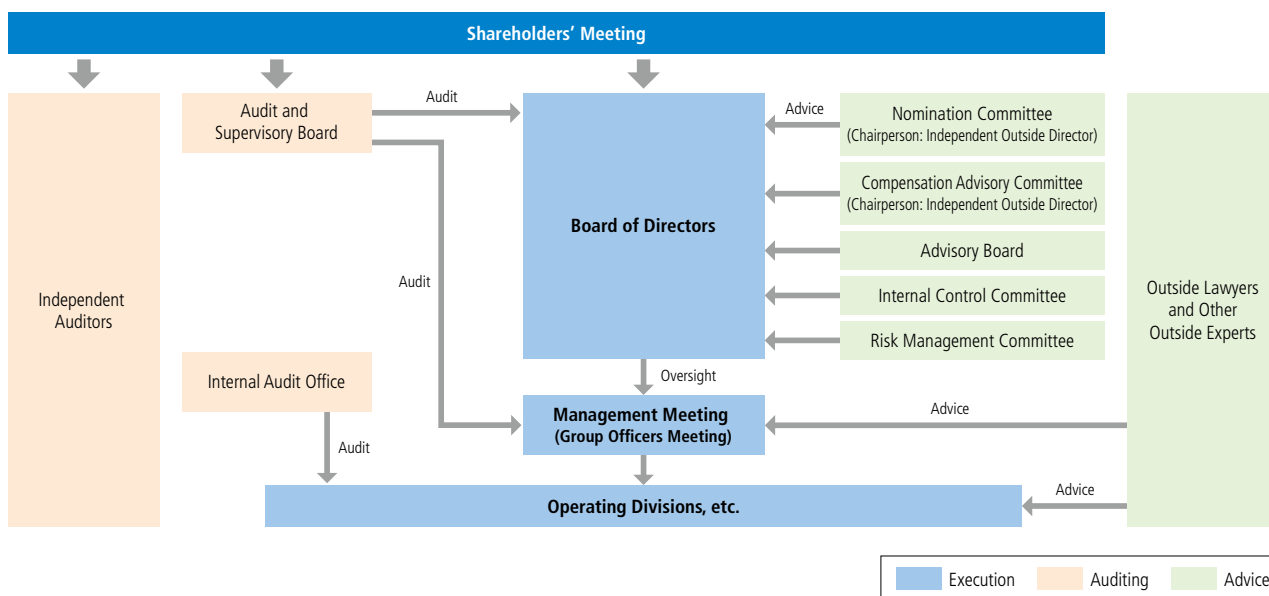 Shareholders' Meeting
Independent
Auditors
Audit and
Supervisory Board
Audit
Audit
Internal Audit Office
Audit
Board of Directors
Oversight
Management Meeting
(Group Officers Meeting)
Operating Divisions, etc.
Advice
Nomination Committee
(Chairperson: Independent Outside Director)
Compensation Advisory Committee
(Chairperson: Independent Outside Director)
Advisory Board
Internal Control Committee
Risk Management Committee
Advice
Advice
Outside Lawyers
and Other
Outside Experts
Execution
Auditing
Advice